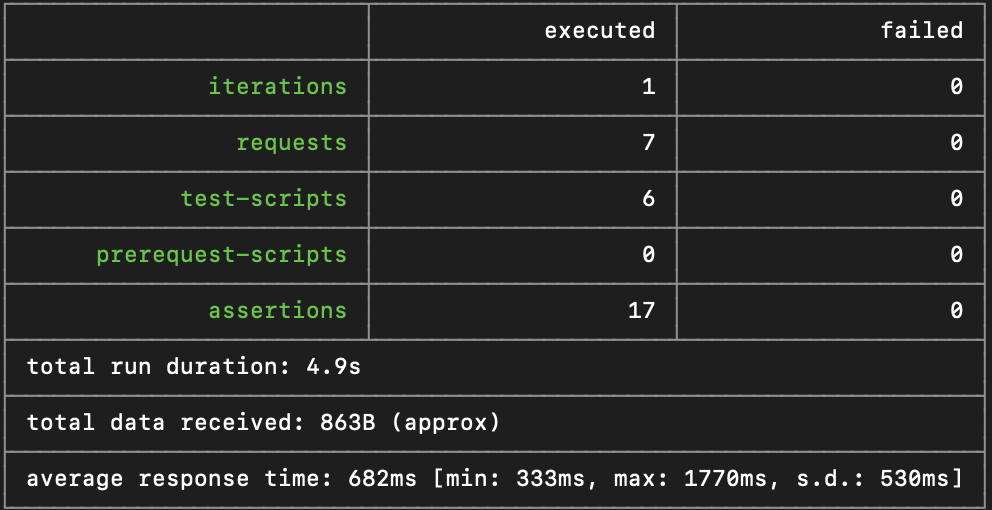 executed failed
iterations 1 0
requests 7 0
test-scripts 6 0
prerequest-scripts 0 0
assertions 17 0
total run duration: 4.9s
total data received: 863B (approx)
average response time: 682ms [min: 333ms, max: 1770ms, s.d.: 530ms]